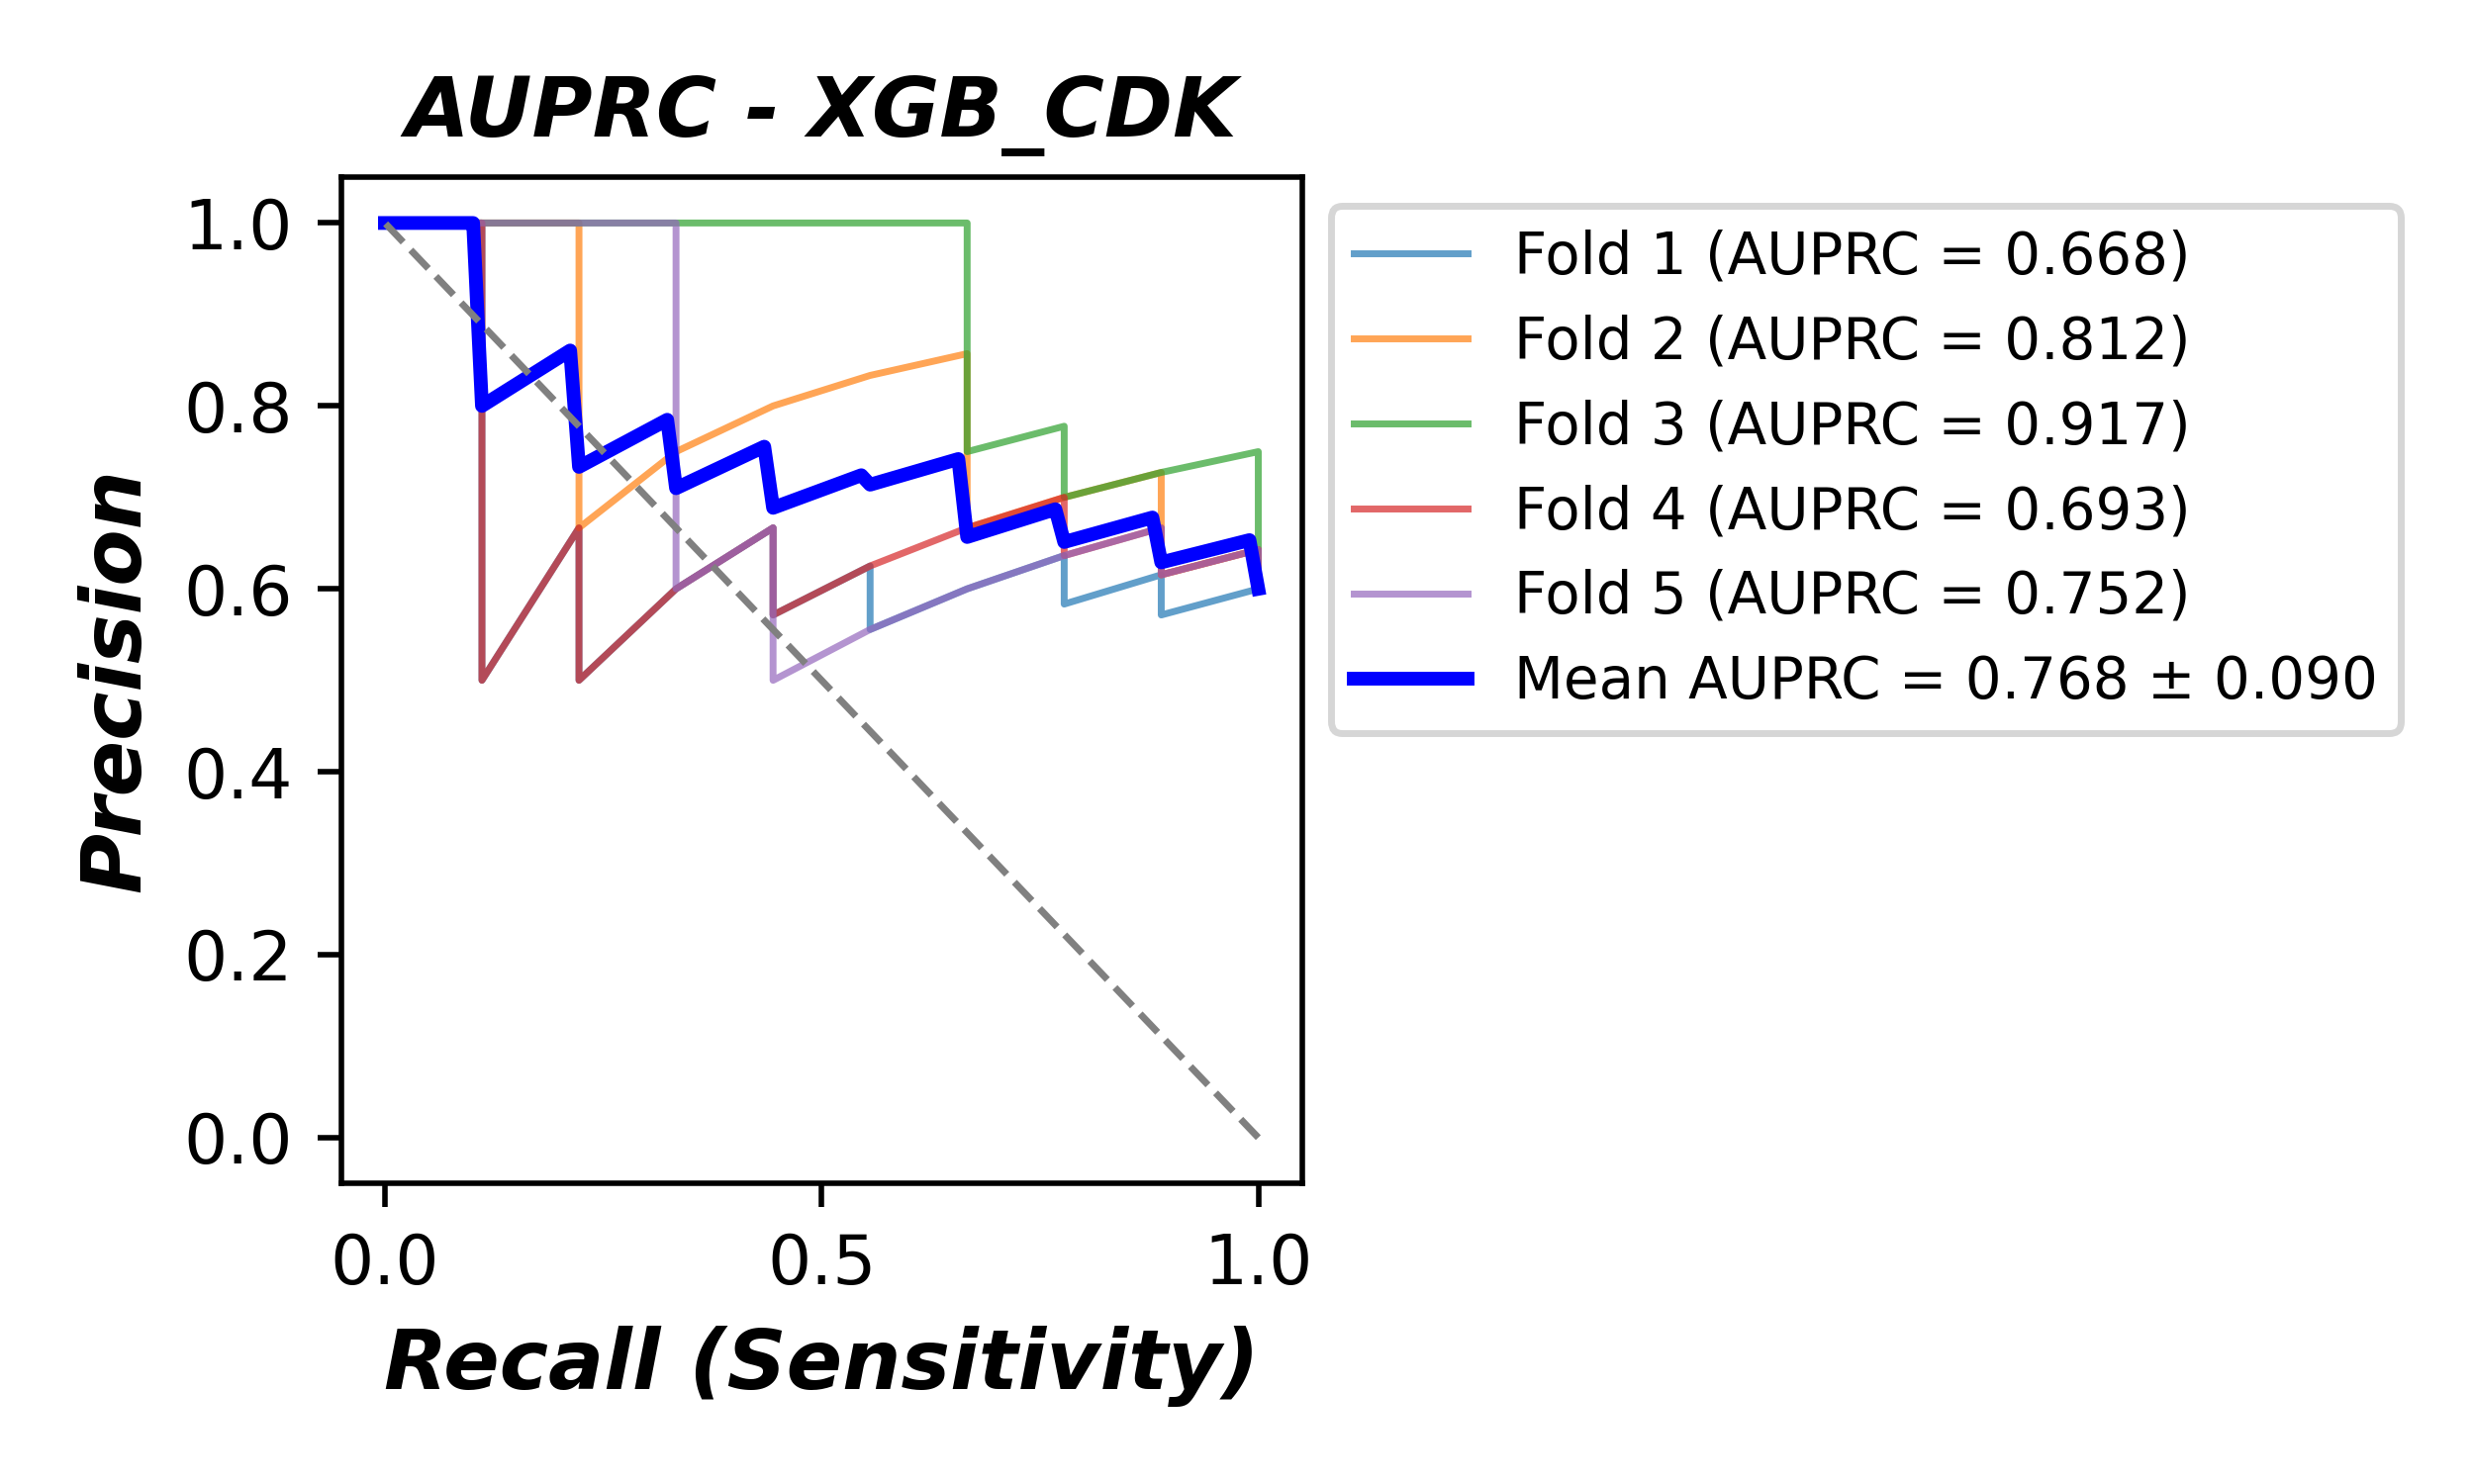 AUPRC - XGB_CDK
Precision
1.0
0.8
0.6
0.4
0.2
0.0
0.0
0.5
1.0
Recall (Sensitivity)
Fold 1 (AUPRC = 0.668)
Fold 2 (AUPRC = 0.812)
Fold 3 (AUPRC = 0.917)
Fold 4 (AUPRC = 0.693)
Fold 5 (AUPRC = 0.752)
Mean AUPRC = 0.768 ± 0.090